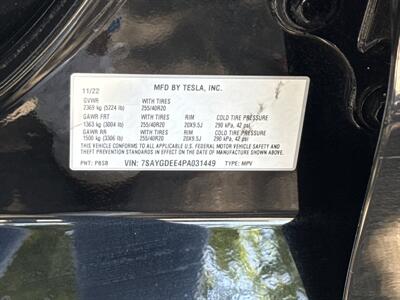 11/22 MFD BY TESLA, INC.
GVWR WITH TIRES
2369 kg (5224 lb) 255/40R20
GAWR FRT WITH TIRES RIM COLD TIRE PRESSURE
1363 kg (3004 lb) 255/40R20 20X9.5J 290 kPa, 42 psi
GAWR RR WITH TIRES RIM COLD TIRE PRESSURE
1500 kg (3306 lb) 255/40R20 20X9.5J 290 kPa, 42 psi
THIS VEHICLE CONFORMS TO ALL APPLICABLE U.S. FEDERAL MOTOR VEHICLE SAFETY AND
THEFT PREVENTION STANDARDS IN EFFECT ON THE DATE OF MANUFACTURE SHOWN ABOVE.
PNT: PBSB VIN: 7SAYGDEE4PA031449 TYPE: MPV